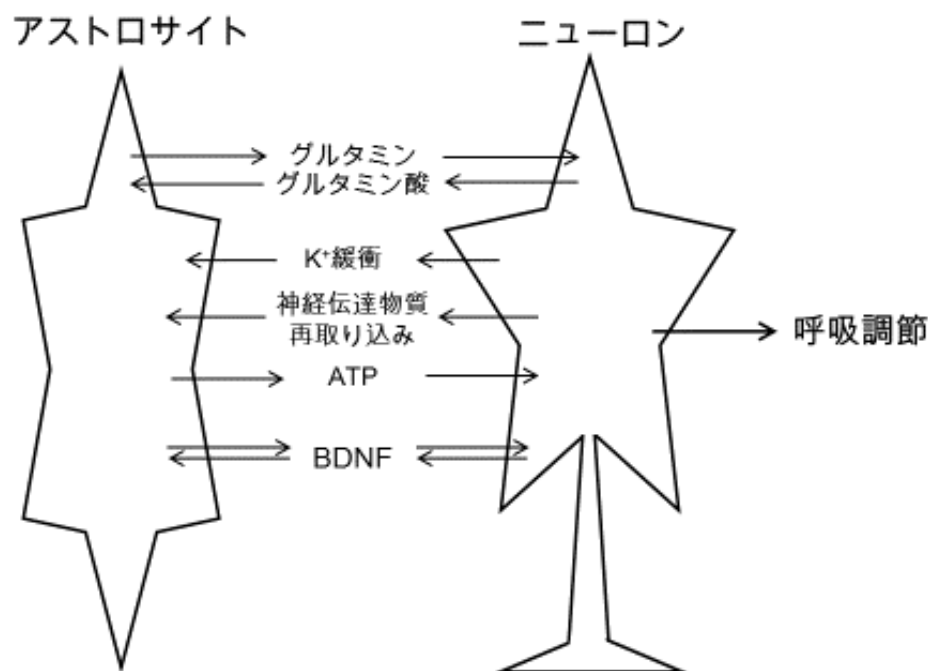 アストロサイト
ニューロン
グルタミン
グルタミン酸
K⁺緩衝
神経伝達物質
再取り込み
呼吸調節
ATP
BDNF